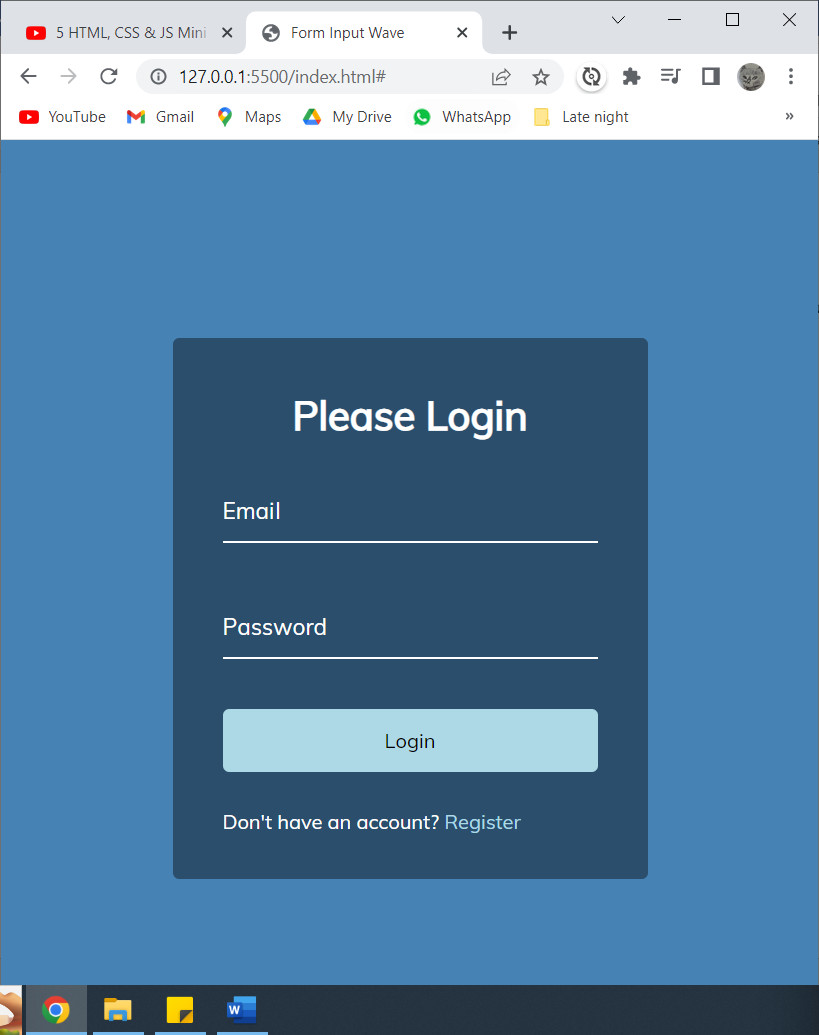 5 HTML, CSS & JS Mini
Form Input Wave
127.0.0.1:5500/index.html#
YouTube
Gmail
Maps
My Drive
WhatsApp
Late night
»
Please Login
Email
Password
Login
Don't have an account? Register
W